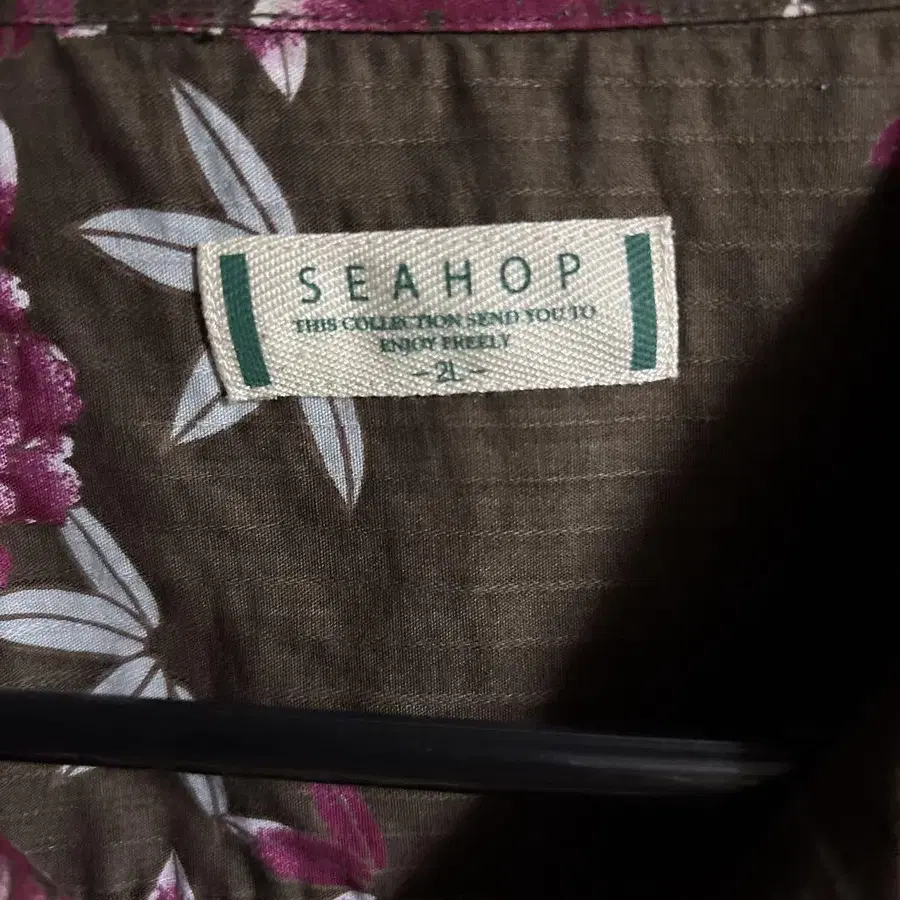 SEAHOP
THIS COLLECTION SEND YOU TO
ENJOY FREELY
-2L-